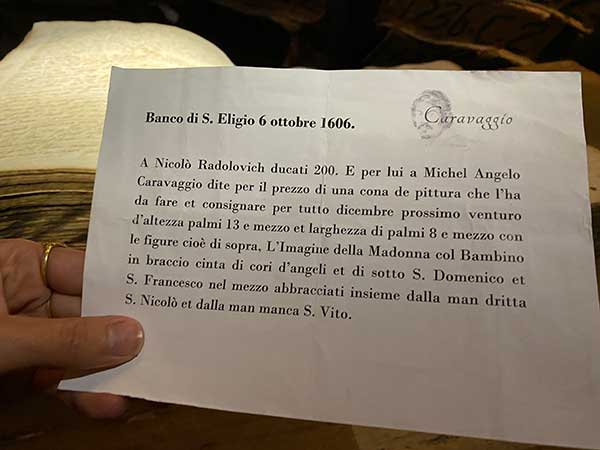 1236 C 2
Banco di S. Eligio 6 ottobre 1606.
Caravaggio
A Nicolò Radolovich ducati 200. E per lui a Michel Angelo
Caravaggio dite per il prezzo di una cona de pittura che l'ha
da fare et consignare per tutto dicembre prossimo venturo
d'altezza palmi 13 e mezzo et larghezza di palmi 8 e mezzo con
le figure cioè di sopra, L'Imagine della Madonna col Bambino
in braccio cinta di cori d'angeli et di sotto S. Domenico et
S. Francesco nel mezzo abbracciati insieme dalla man dritta
S. Nicolò et dalla man manca S. Vito.